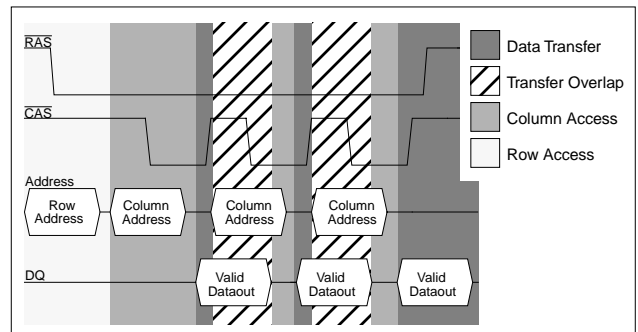 RAS
CAS
Address
Row
Address
Column
Address
Column
Address
Column
Address
DQ
Valid
Dataout
Valid
Dataout
Valid
Dataout
Data Transfer
Transfer Overlap
Column Access
Row Access